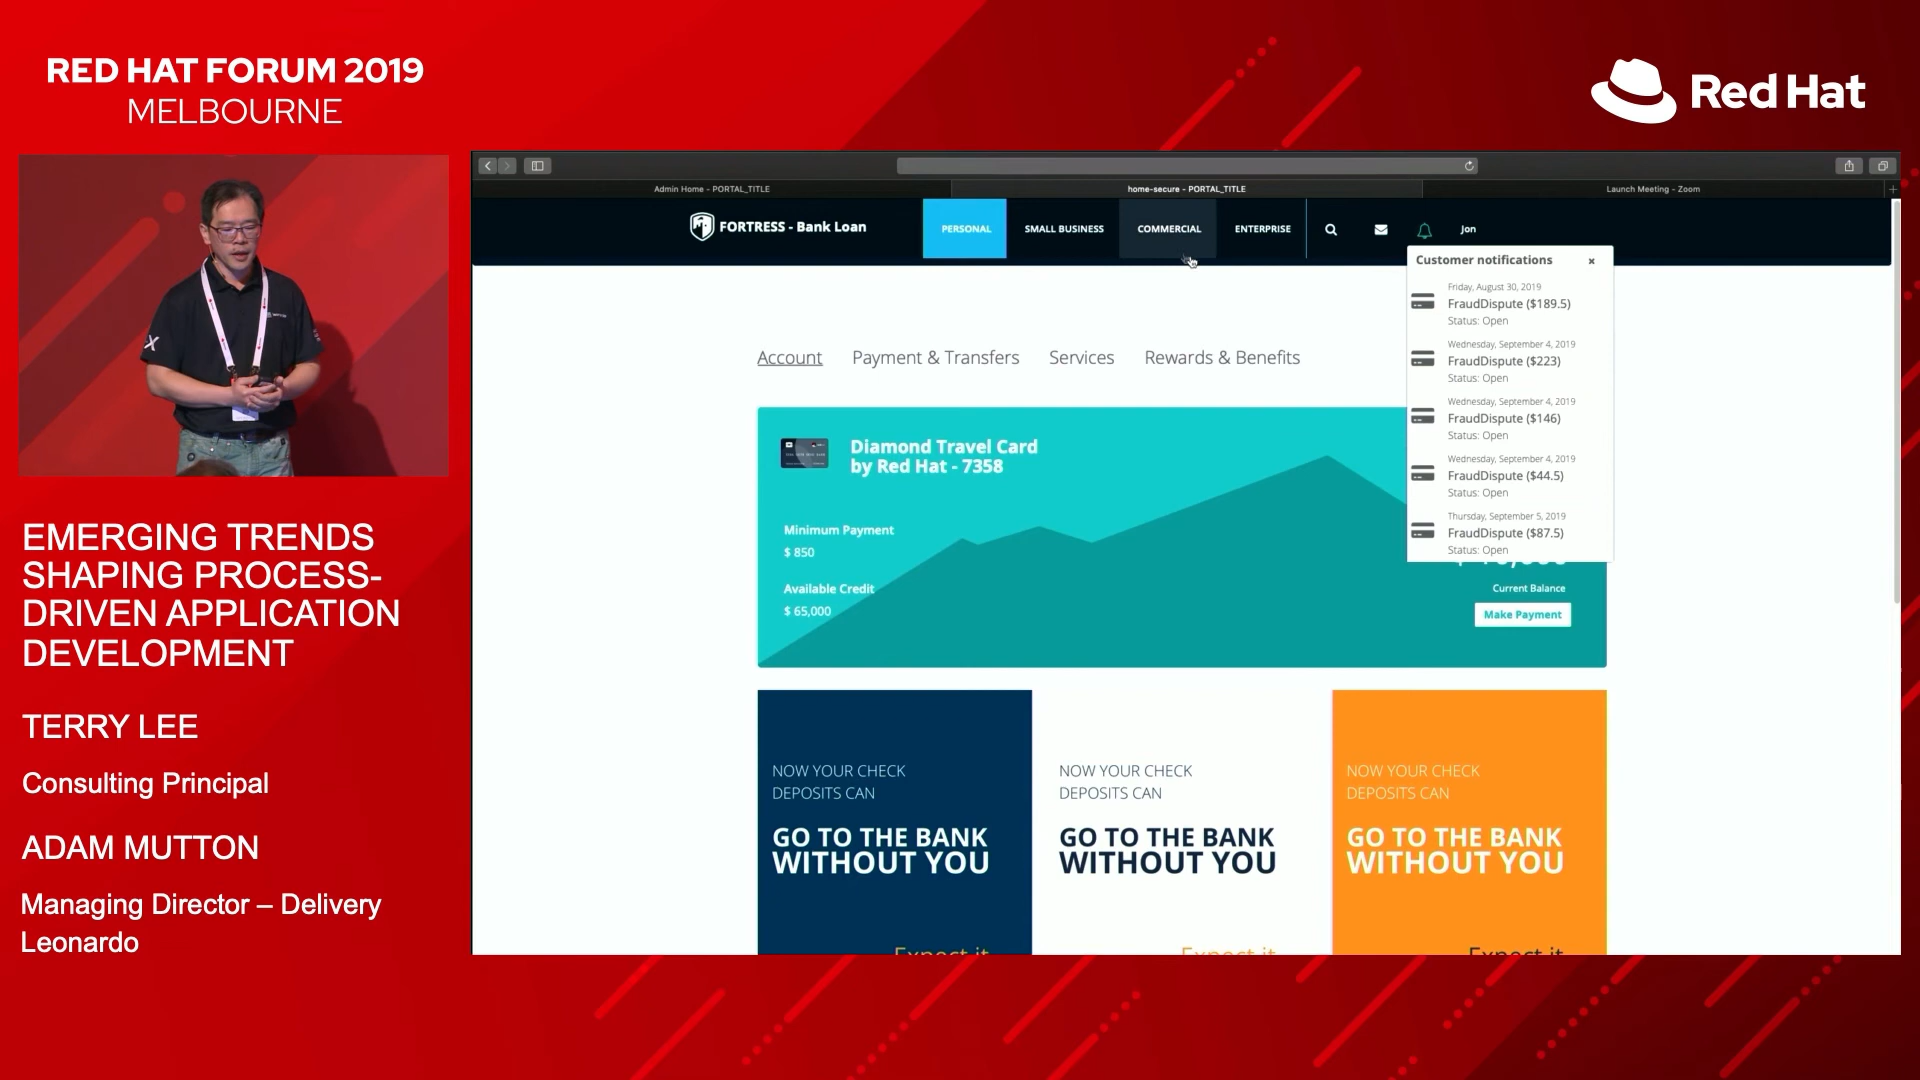 RED HAT FORUM 2019
MELBOURNE
Red Hat
Admin Home - PORTAL_TITLE
home-secure - PORTAL_TITLE
Launch Meeting - Zoom
FORTRESS - Bank Loan
PERSONAL
SMALL BUSINESS
COMMERCIAL
ENTERPRISE
Jon
Customer notifications
Friday, August 30, 2019
FraudDispute ($189.5)
Status: Open
Wednesday, September 4, 2019
FraudDispute ($223)
Status: Open
Wednesday, September 4, 2019
FraudDispute ($146)
Status: Open
Wednesday, September 4, 2019
FraudDispute ($44.5)
Status: Open
Thursday, September 5, 2019
FraudDispute ($87.5)
Status: Open
Account
Payment & Transfers
Services
Rewards & Benefits
Diamond Travel Card
by Red Hat - 7358
Minimum Payment
$ 850
Available Credit
$ 65,000
Current Balance
Make Payment
NOW YOUR CHECK
DEPOSITS CAN
GO TO THE BANK
WITHOUT YOU
Expect it
NOW YOUR CHECK
DEPOSITS CAN
GO TO THE BANK
WITHOUT YOU
Expect it
NOW YOUR CHECK
DEPOSITS CAN
GO TO THE BANK
WITHOUT YOU
Expect it
EMERGING TRENDS
SHAPING PROCESS-
DRIVEN APPLICATION
DEVELOPMENT
TERRY LEE
Consulting Principal
ADAM MUTTON
Managing Director – Delivery
Leonardo